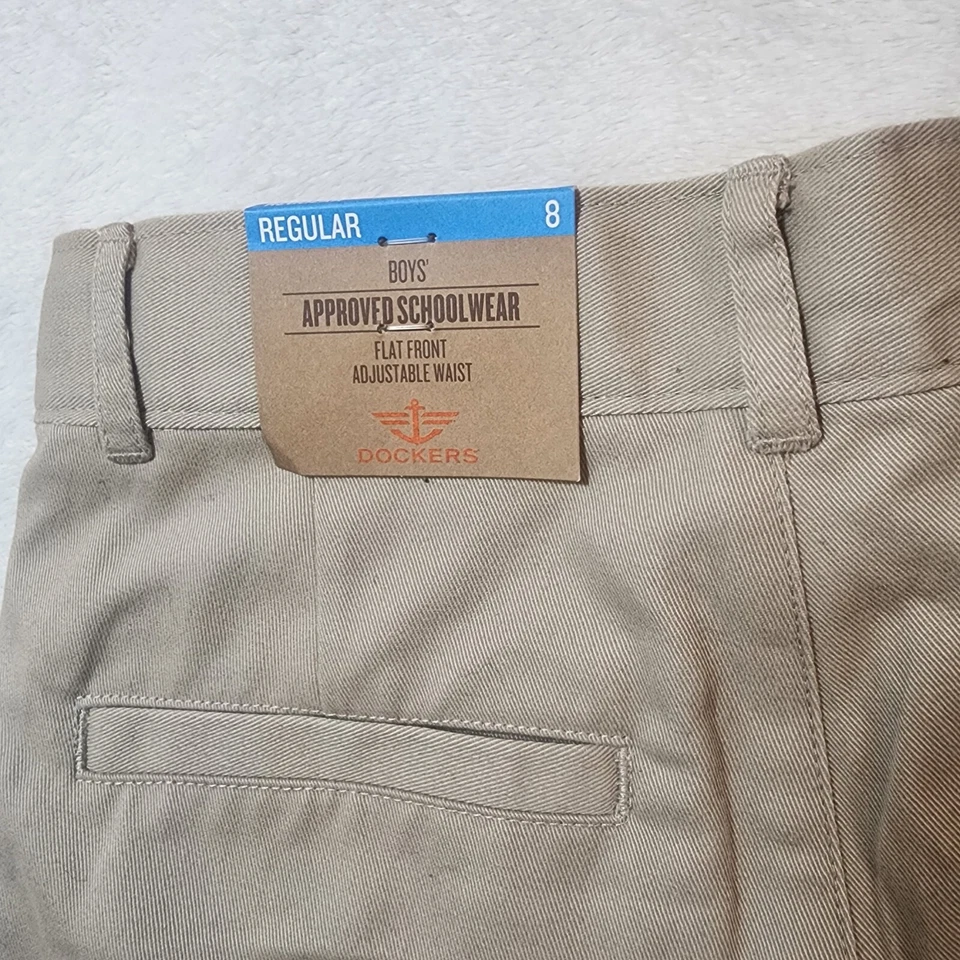 REGULAR 8
BOYS'
APPROVED SCHOOLWEAR
FLAT FRONT
ADJUSTABLE WAIST
DOCKERS